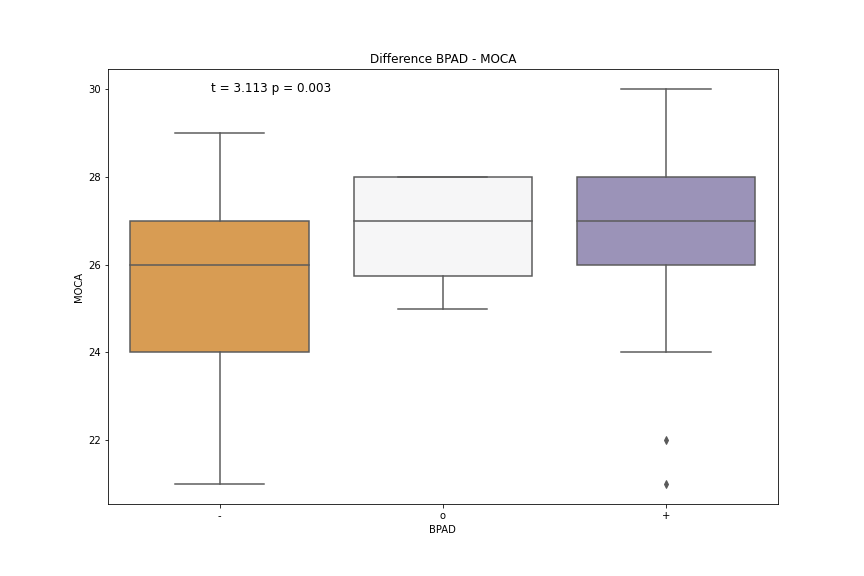 Difference BPAD - MOCA
t = 3.113 p = 0.003
30
28
26
24
22
MOCA
-
o
+
BPAD